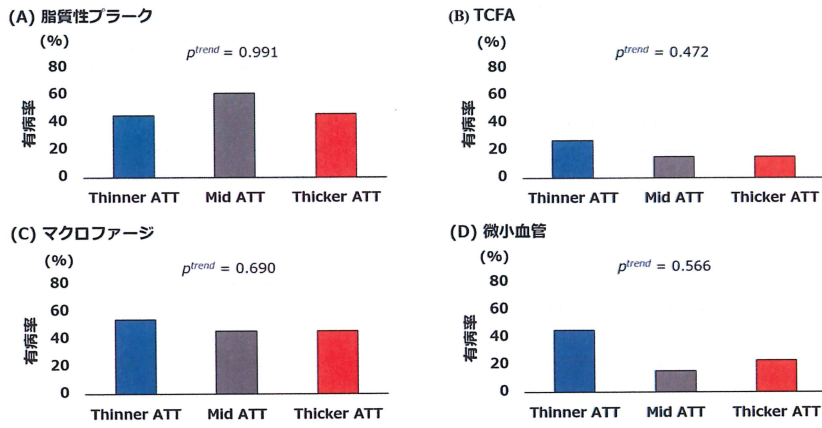 (A) 脂質性プラーク
(%)
p^trend = 0.991
80
60
40
20
0
有病率
Thinner ATT Mid ATT Thicker ATT
(B) TCFA
(%)
p^trend = 0.472
80
60
40
20
0
有病率
Thinner ATT Mid ATT Thicker ATT
(C) マクロファージ
(%)
p^trend = 0.690
80
60
40
20
0
有病率
Thinner ATT Mid ATT Thicker ATT
(D) 微小血管
(%)
p^trend = 0.566
80
60
40
20
0
有病率
Thinner ATT Mid ATT Thicker ATT